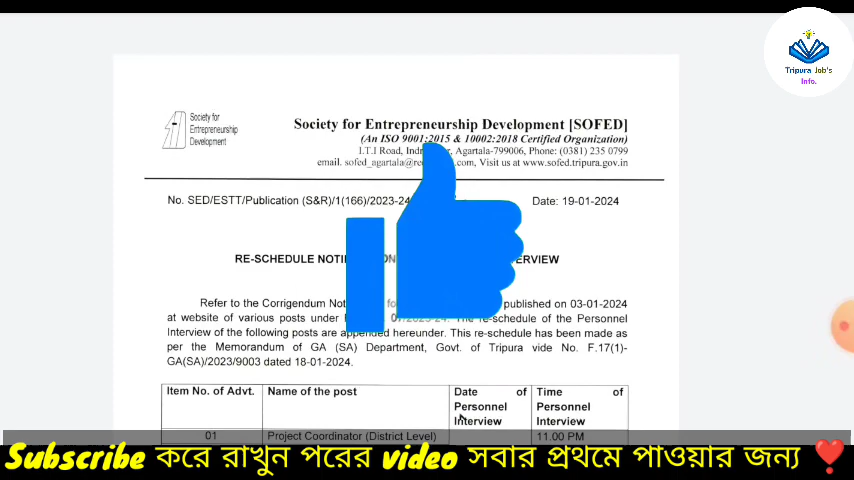 Tripura Job's
Info.
Society for
Entrepreneurship
Development
Society for Entrepreneurship Development [SOFED]
(An ISO 9001:2015 & 10002:2018 Certified Organization)
I.T.I Road, Agartala-799006, Phone: (0381) 235 0799
email. Visit us at www.sofed.tripura.gov.in
No. SED/ESTT/Publication (S&R)/1(166)/2023-24
Date: 19-01-2024
RE-SCHEDULE
Refer to the Corrigendum published on 03-01-2024
at website of various posts under The re-schedule of the Personnel
Interview of the following posts are appended hereunder. This re-schedule has been made as
per the Memorandum of GA (SA) Department, Govt. of Tripura vide No. F.17(1)-
GA(SA)/2023/9003 dated 18-01-2024.
Item No. of Advt. Name of the post Date of Time of
Personnel Personnel
Interview Interview
01 Project Coordinator (District Level) 11.00 PM
Subscribe করে রাখুন পরের video সবার প্রথমে পাওয়ার জন্য